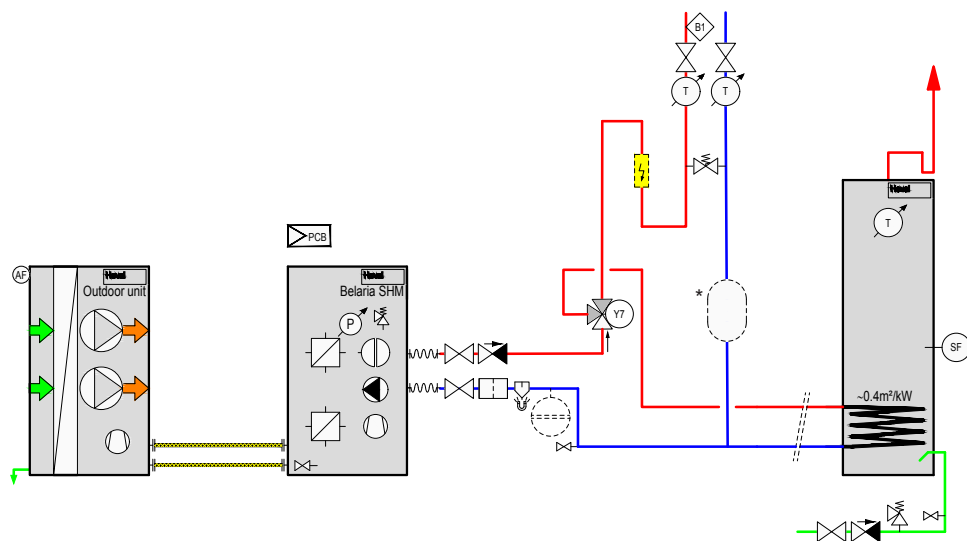 B1
T
T
T
PCB
AF
Outdoor unit
Belaria SHM
P
*
Y7
SF
~0.4m²/kW